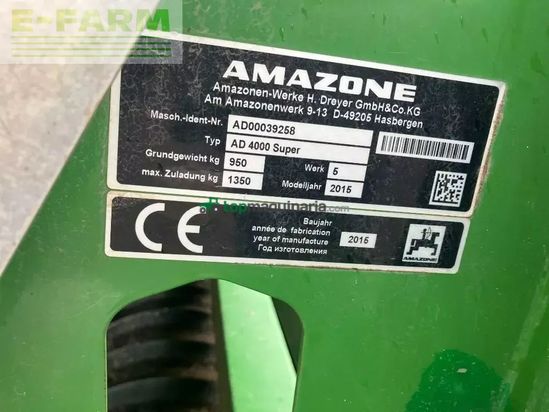 E-FARM
AMAZONE
Amazonen-Werke H. Dreyer GmbH&Co.KG
Am Amazonenwerk 9-13 D-49205 Hasbergen
Masch.-Ident-Nr. AD00039258
Typ AD 4000 Super
Grundgewicht kg 950 Werk 5
max. Zuladung kg 1350 Modelljahr 2015
topmaquinaria.com
CE
Baujahr
année de fabrication
year of manufacture 2015
Год изготовления
AMAZONE